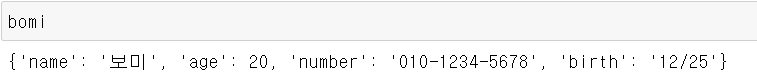 bomi
{'name': '보미', 'age': 20, 'number': '010-1234-5678', 'birth': '12/25'}